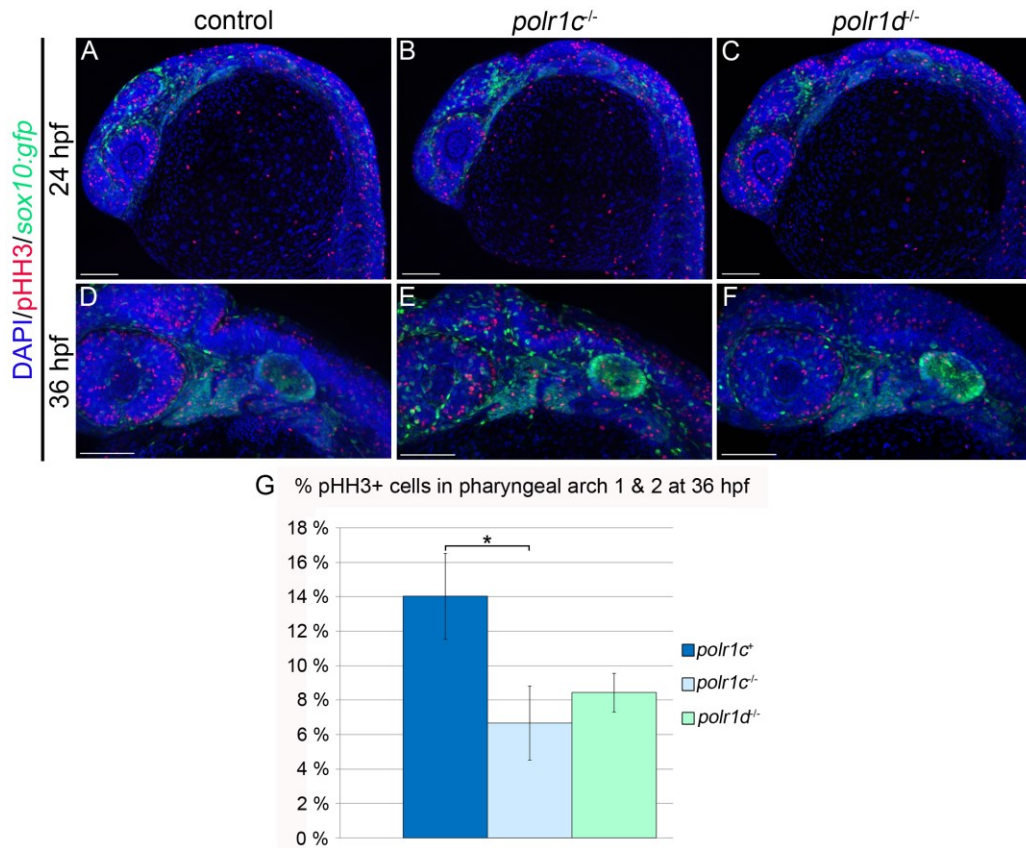 control
polr1c-/-
polr1d-/-
DAPI/pHH3/sox10:gfp
24 hpf
A
B
C
36 hpf
D
E
F
G % pHH3+ cells in pharyngeal arch 1 & 2 at 36 hpf
18 %
16 %
14 %
12 %
10 %
8 %
6 %
4 %
2 %
0 %
*
polr1c+
polr1c-/-
polr1d-/-